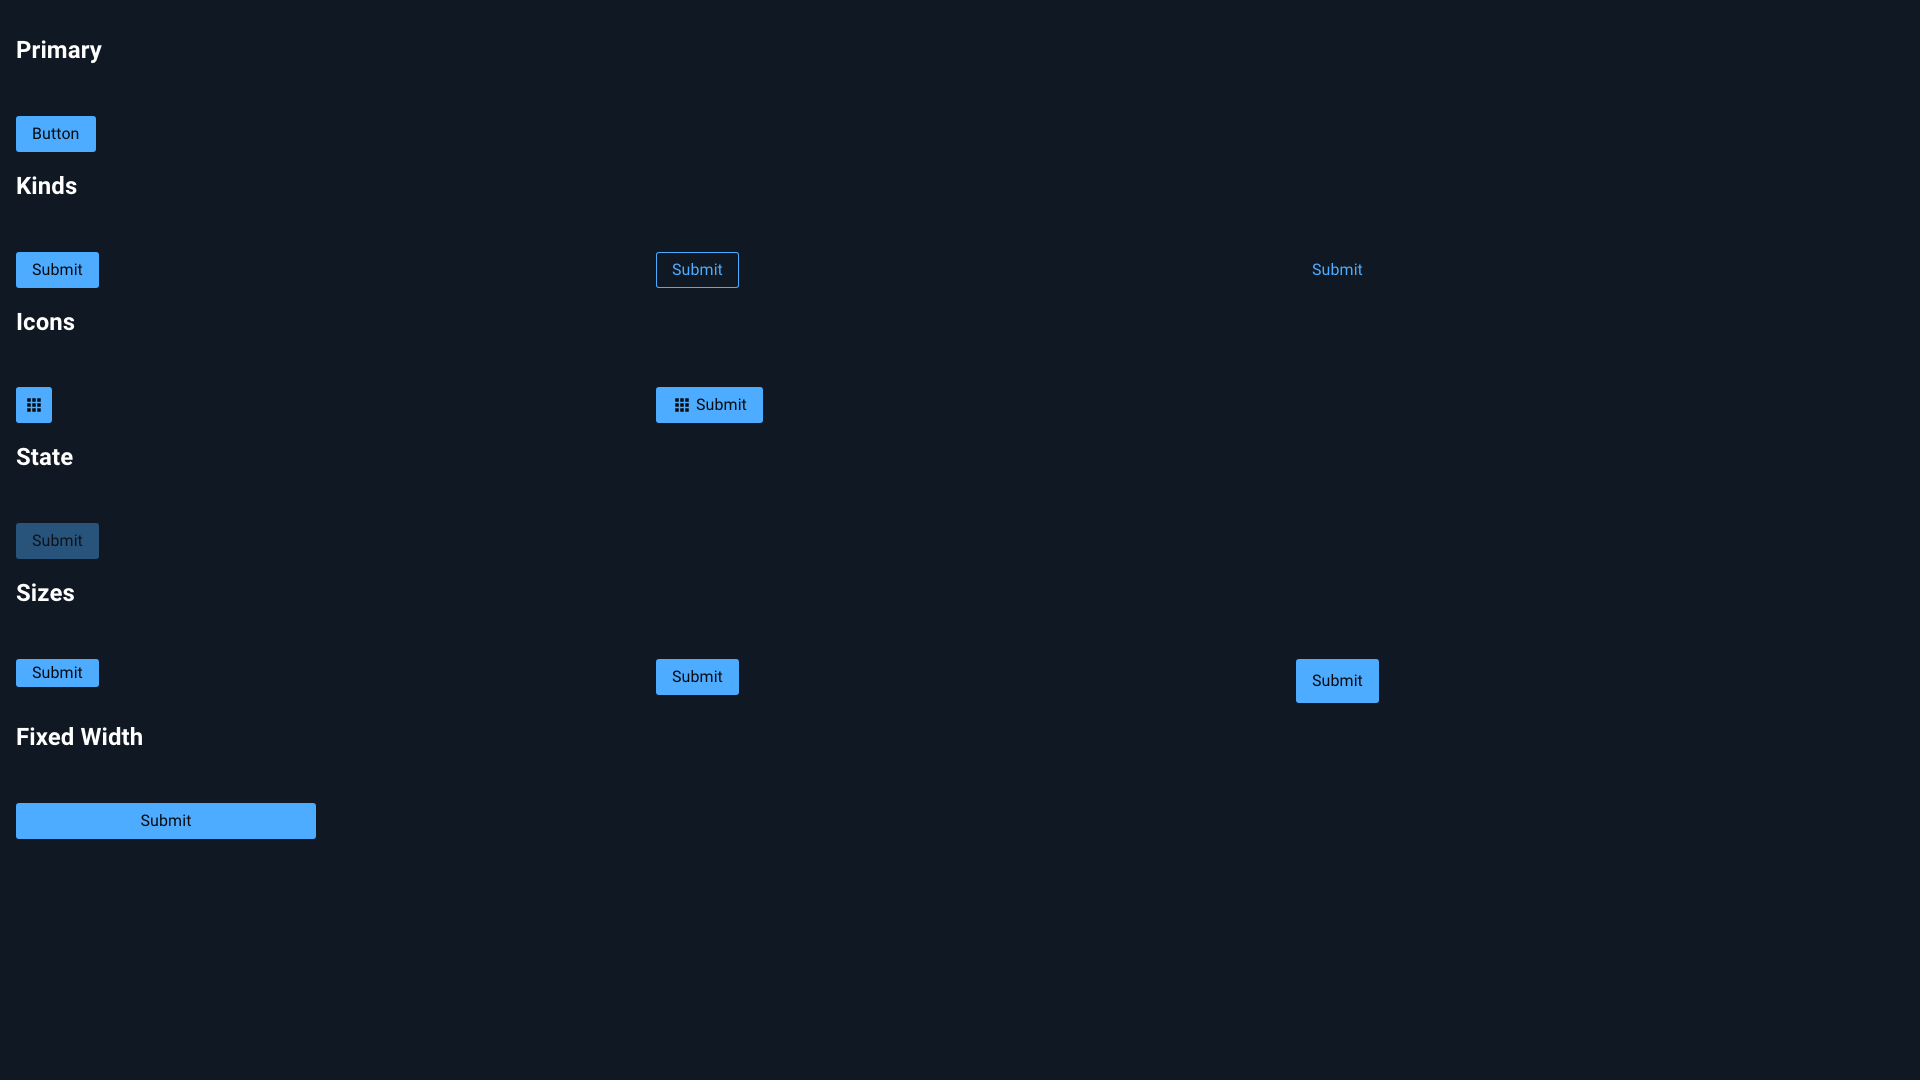 Primary
Button
Kinds
Submit Submit Submit
Icons
Submit
State
Submit
Sizes
Submit Submit Submit
Fixed Width
Submit